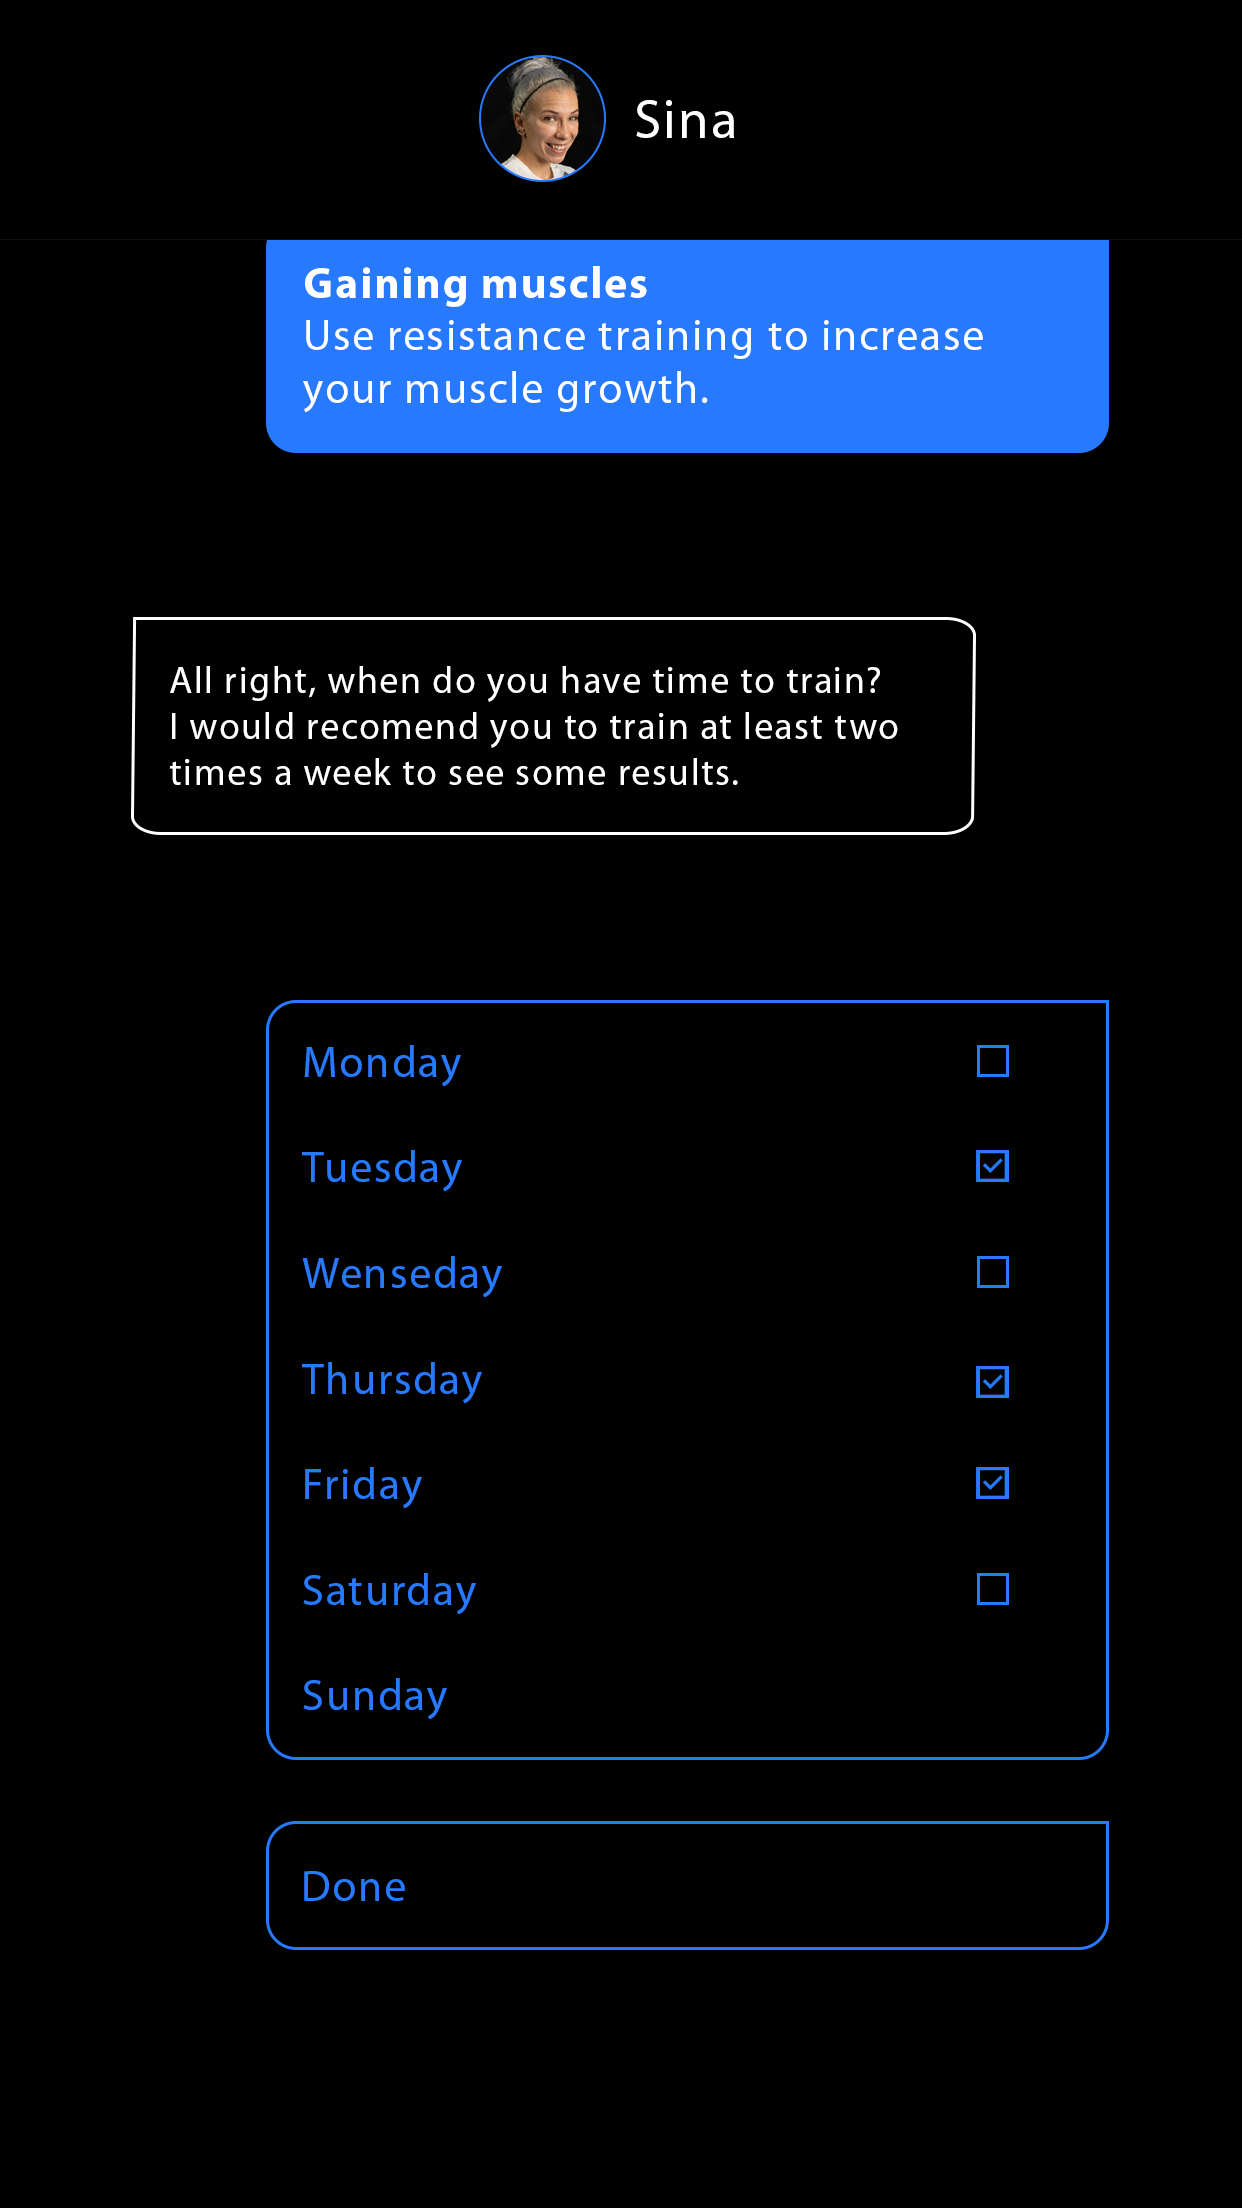 Sina
Gaining muscles
Use resistance training to increase
your muscle growth.
All right, when do you have time to train?
I would recomend you to train at least two
times a week to see some results.
Monday
Tuesday
Wenseday
Thursday
Friday
Saturday
Sunday
Done